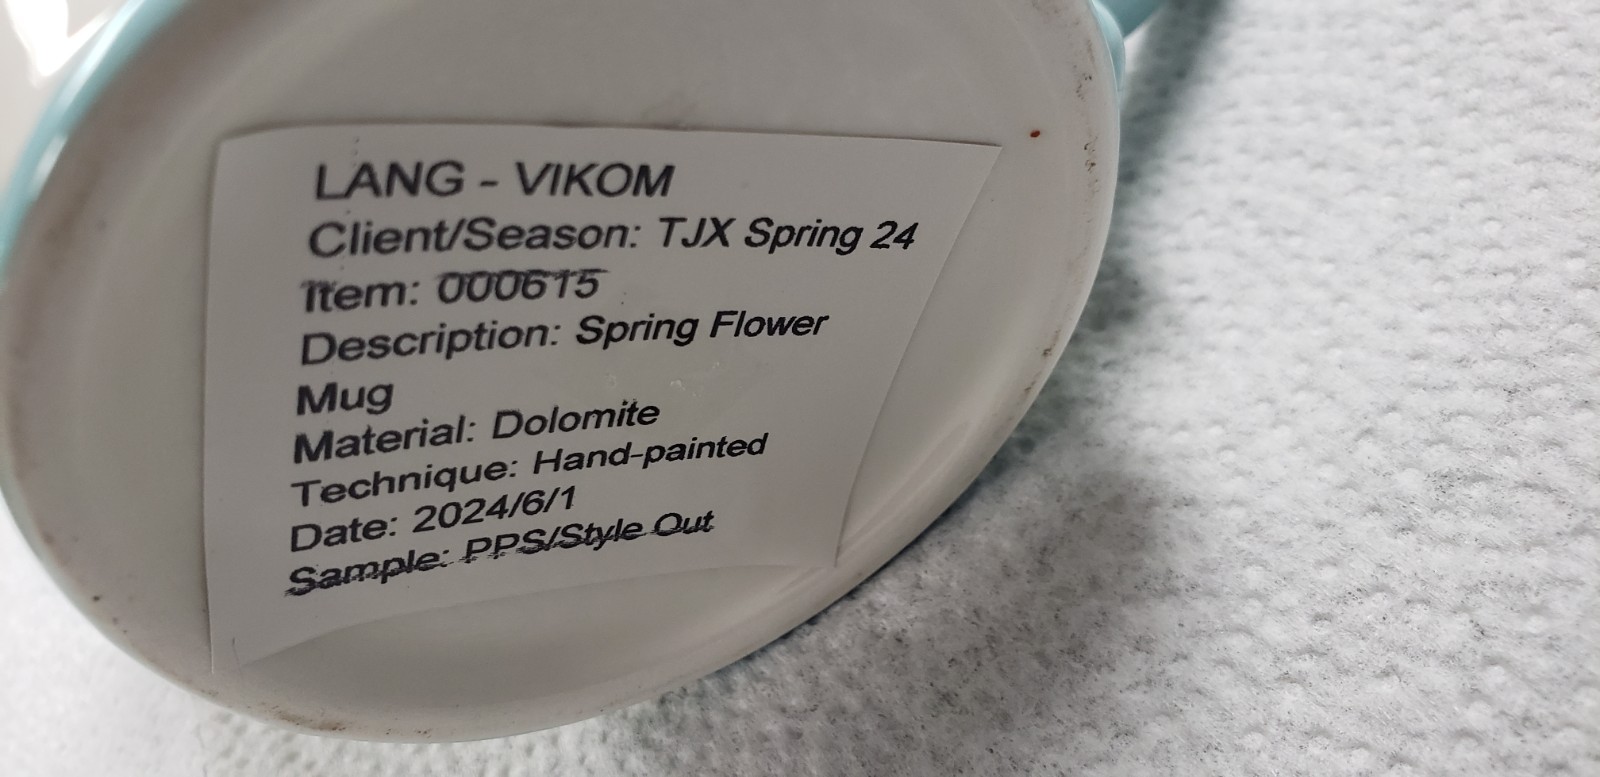 LANG - VIKOM
Client/Season: TJX Spring 24
Item: 000615
Description: Spring Flower
Mug
Material: Dolomite
Technique: Hand-painted
Date: 2024/6/1
Sample: PPS/Style Out